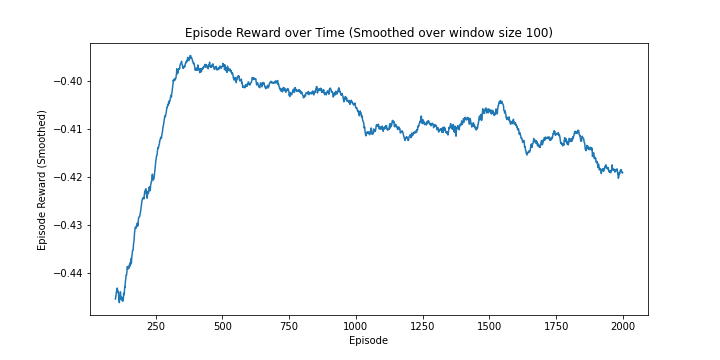 Episode Reward over Time (Smoothed over window size 100)
−0.40
−0.41
−0.42
−0.43
−0.44
Episode Reward (Smoothed)
250 500 750 1000 1250 1500 1750 2000
Episode